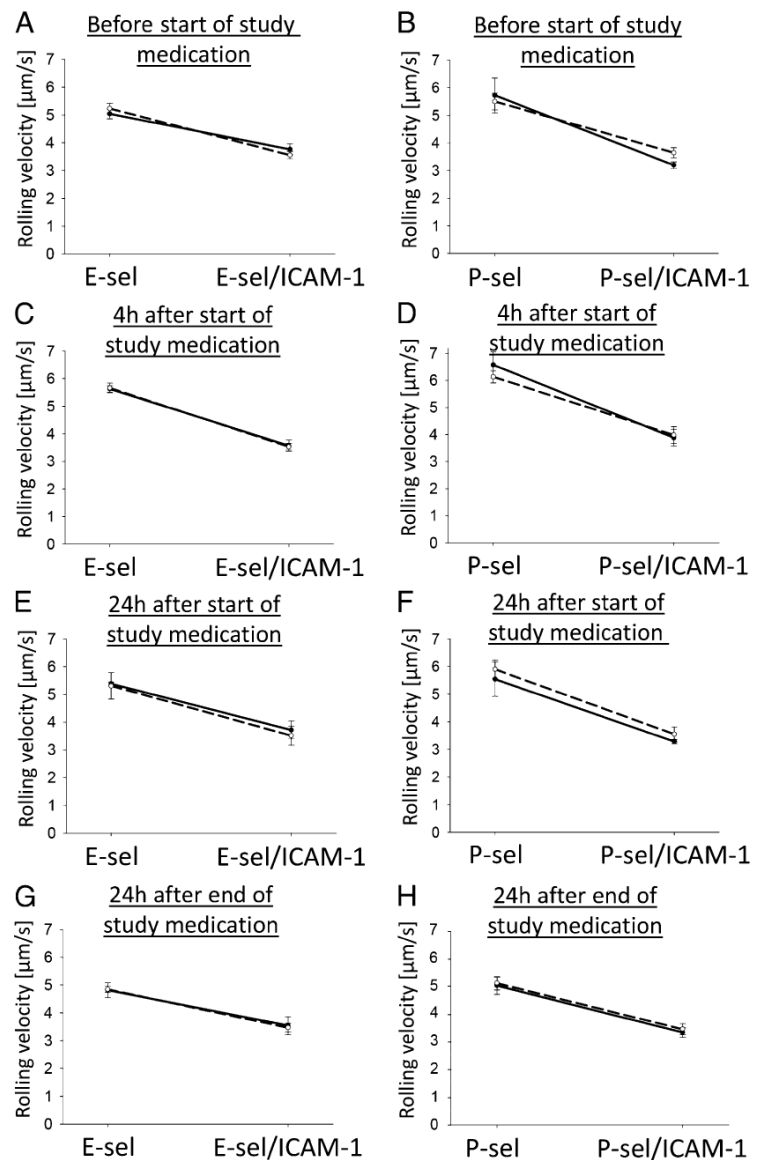 A
Before start of study
medication
Rolling velocity [µm/s]
7
6
5
4
3
2
1
0
E-sel
E-sel/ICAM-1
B
Before start of study
medication
Rolling velocity [µm/s]
7
6
5
4
3
2
1
0
P-sel
P-sel/ICAM-1
C
4h after start of
study medication
Rolling velocity [µm/s]
7
6
5
4
3
2
1
0
E-sel
E-sel/ICAM-1
D
4h after start of
study medication
Rolling velocity [µm/s]
7
6
5
4
3
2
1
0
P-sel
P-sel/ICAM-1
E
24h after start of
study medication
Rolling velocity [µm/s]
7
6
5
4
3
2
1
0
E-sel
E-sel/ICAM-1
F
24h after start of
study medication
Rolling velocity [µm/s]
7
6
5
4
3
2
1
0
P-sel
P-sel/ICAM-1
G
24h after end of
study medication
Rolling velocity [µm/s]
7
6
5
4
3
2
1
0
E-sel
E-sel/ICAM-1
H
24h after end of
study medication
Rolling velocity [µm/s]
7
6
5
4
3
2
1
0
P-sel
P-sel/ICAM-1